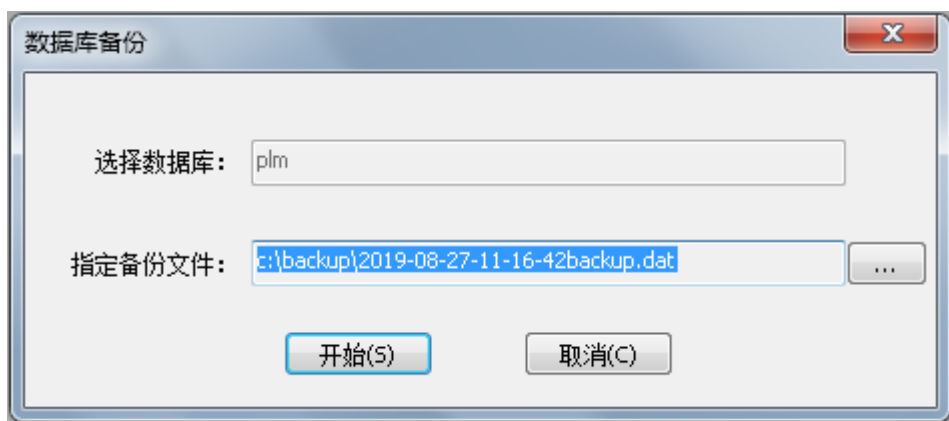 数据库备份
选择数据库： plm
指定备份文件： c:\backup\2019-08-27-11-16-42backup.dat ...
开始(S) 取消(C)